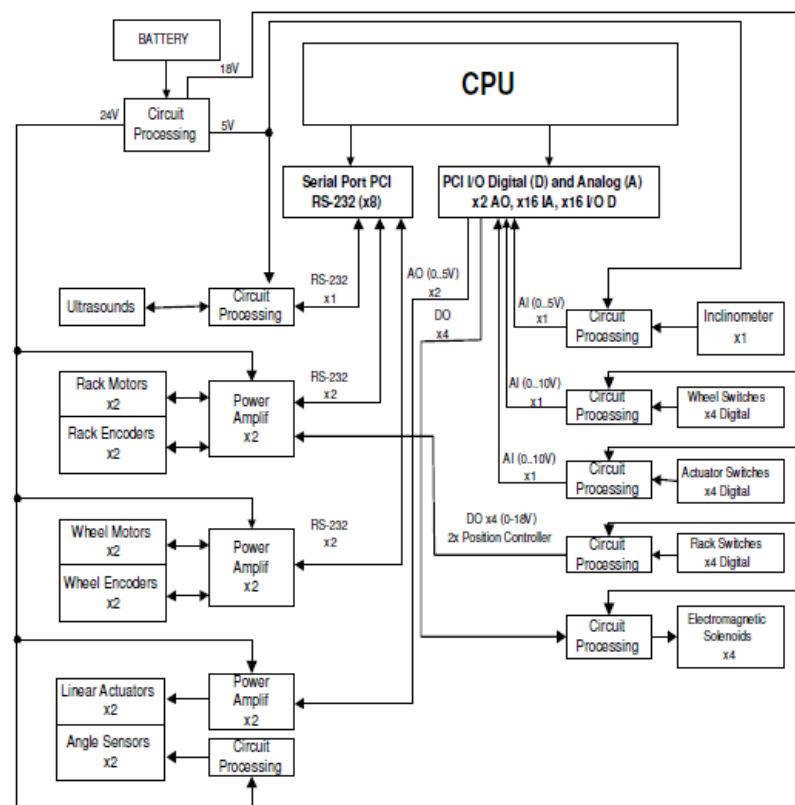 BATTERY
18V
24V
Circuit
Processing
5V
CPU
Serial Port PCI
RS-232 (x8)
PCI I/O Digital (D) and Analog (A)
x2 AO, x16 IA, x16 I/O D
Ultrasounds
Circuit
Processing
RS-232
x1
AO (0..5V)
x2
DO
x4
AI (0..5V)
x1
Circuit
Processing
Inclinometer
x1
Rack Motors
x2
Rack Encoders
x2
Power
Amplif
x2
RS-232
x2
AI (0..10V)
x1
Circuit
Processing
Wheel Switches
x4 Digital
AI (0..10V)
x1
Circuit
Processing
Actuator Switches
x4 Digital
Wheel Motors
x2
Wheel Encoders
x2
Power
Amplif
x2
RS-232
x2
DO x4 (0-18V)
2x Position Controller
Circuit
Processing
Rack Switches
x4 Digital
Circuit
Processing
Electromagnetic
Solenoids
x4
Linear Actuators
x2
Angle Sensors
x2
Power
Amplif
x2
Circuit
Processing